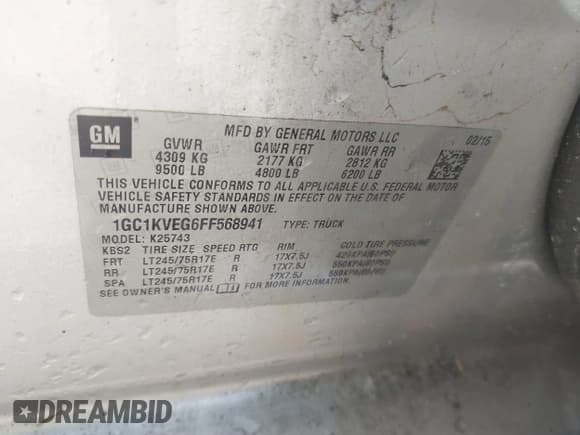 GM
MFD BY GENERAL MOTORS LLC 02/15
GVWR GAWR FRT GAWR RR
4309 KG 2177 KG 2812 KG
9500 LB 4800 LB 6200 LB
THIS VEHICLE CONFORMS TO ALL APPLICABLE U.S. FEDERAL MOTOR
VEHICLE SAFETY STANDARDS IN EFFECT ON THE DATE OF
MANUFACTURE SHOWN ABOVE.
1GC1KVEG6FF568941 TYPE: TRUCK
MODEL: K25743
KBS2 TIRE SIZE SPEED RTG RIM COLD TIRE PRESSURE
FRT LT245/75R17E R 17X7.5J
RR LT245/75R17E R 17X7.5J 550KPA(80PSI)
SPA LT245/75R17E R 17X7.5J
SEE OWNER'S MANUAL FOR MORE INFORMATION.
DREAMBID